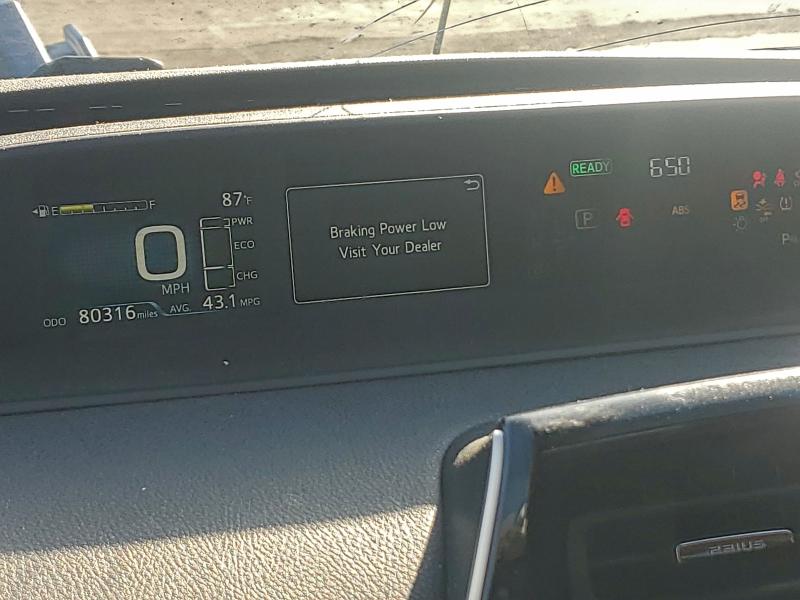 E F
87°F
0
MPH
PWR
ECO
CHG
ODO 80316 miles AVG. 43.1 MPG
Braking Power Low
Visit Your Dealer
READY
650
P
ABS
OFF
P
PRIUS